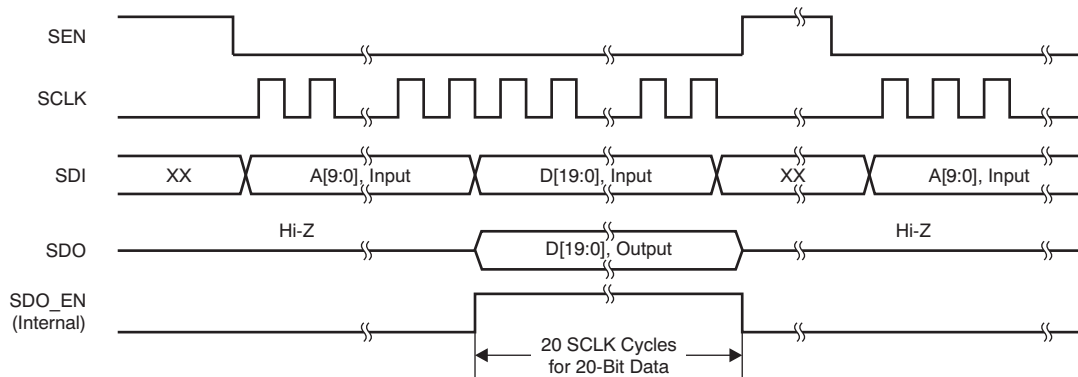 SEN
SCLK
SDI
XX
A[9:0], Input
D[19:0], Input
XX
A[9:0], Input
Hi-Z
Hi-Z
SDO
D[19:0], Output
SDO_EN
(Internal)
20 SCLK Cycles
for 20-Bit Data